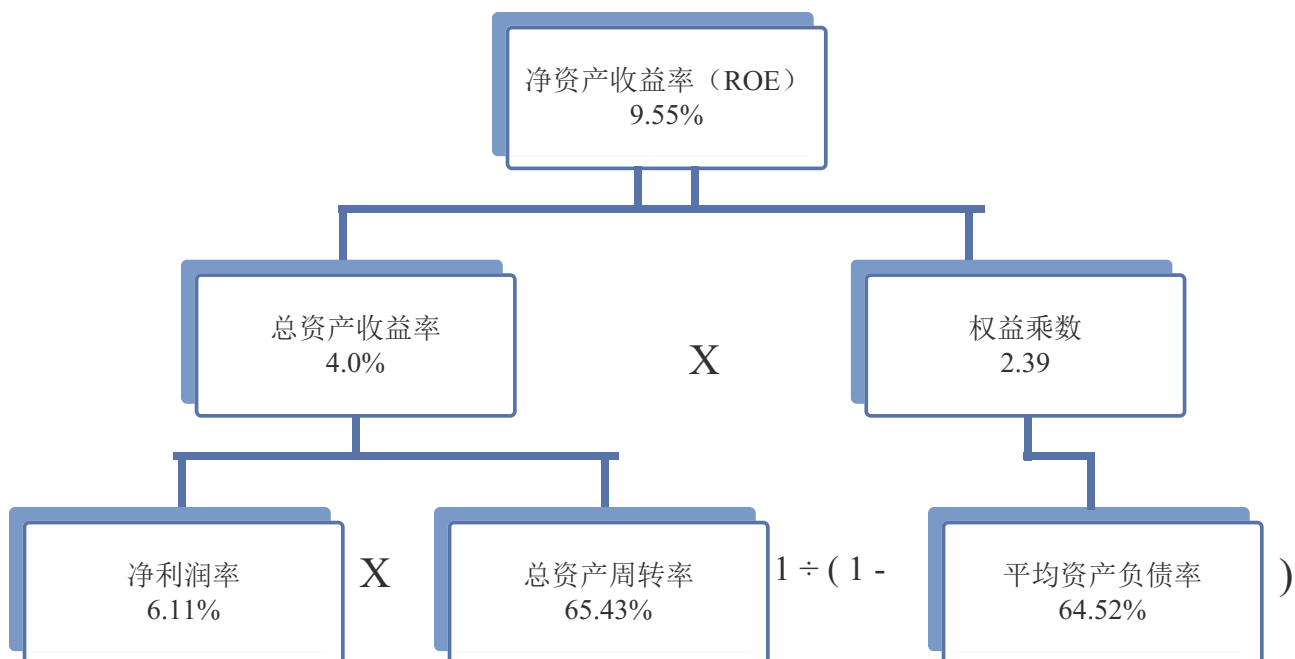 净资产收益率（ROE）
9.55%
总资产收益率
4.0%
X
权益乘数
2.39
净利润率
6.11%
X
总资产周转率
65.43%
1 ÷ ( 1 -
平均资产负债率
64.52%
)